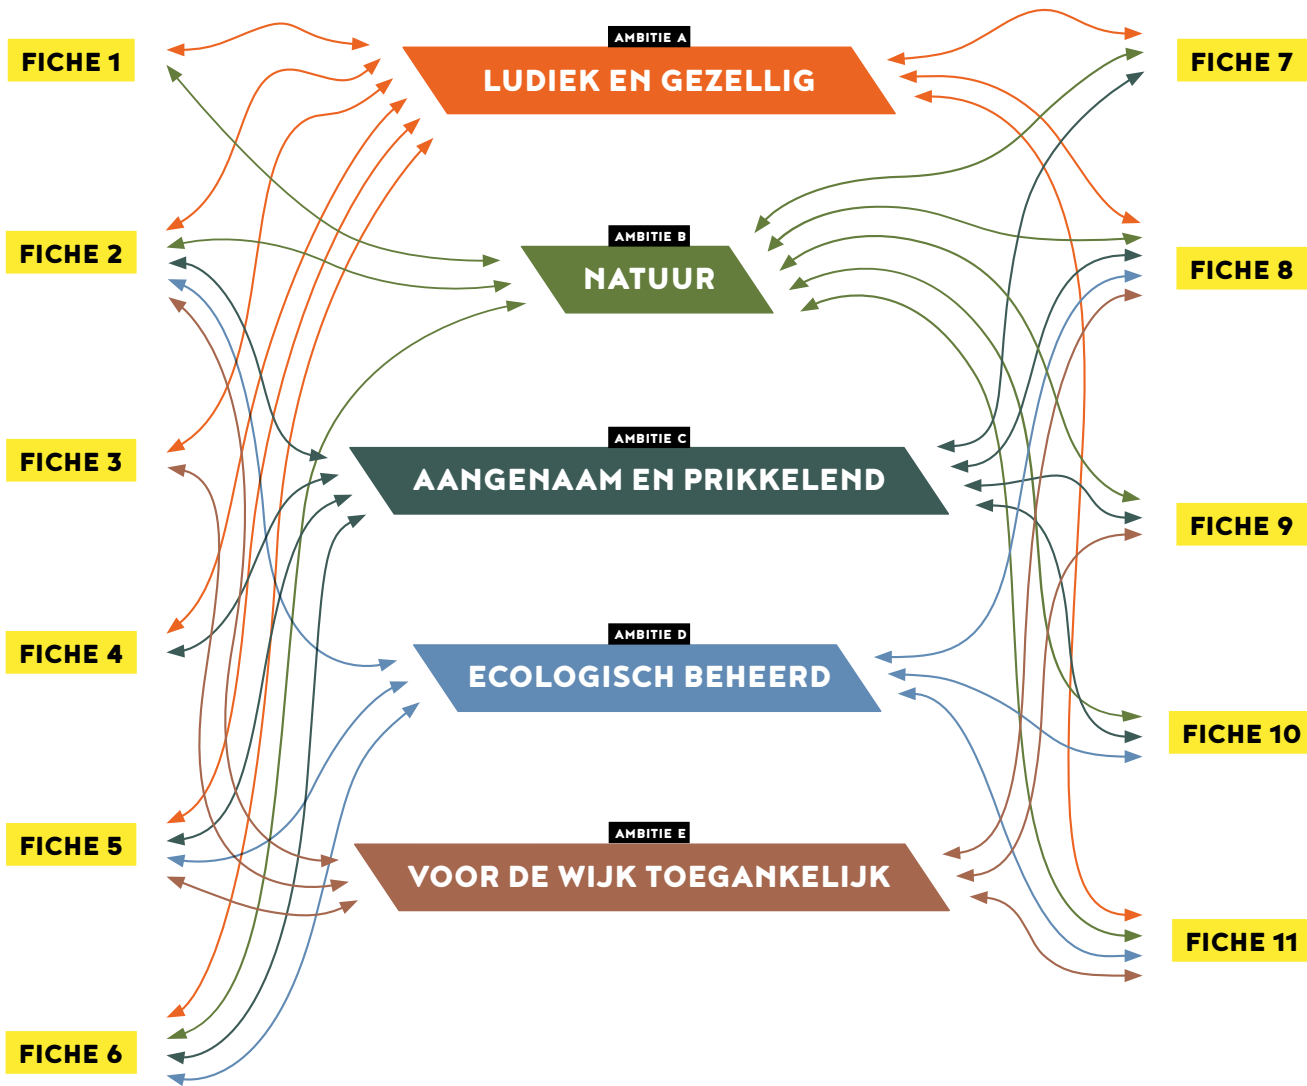 AMBITIE A
LUDIEK EN GEZELLIG
AMBITIE B
NATUUR
AMBITIE C
AANGENAAM EN PRIKKELEND
AMBITIE D
ECOLOGISCH BEHEERD
AMBITIE E
VOOR DE WIJK TOEGANKELIJK
FICHE 1
FICHE 2
FICHE 3
FICHE 4
FICHE 5
FICHE 6
FICHE 7
FICHE 8
FICHE 9
FICHE 10
FICHE 11